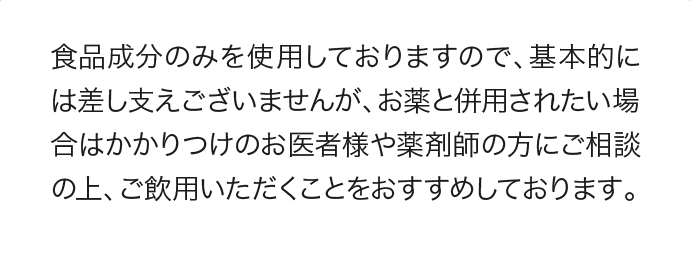 食品成分のみを使用しておりますので、基本的に
は差し支えございませんが、お薬と併用されたい場
合はかかりつけのお医者様や薬剤師の方にご相談
の上、ご飲用いただくことをおすすめしております。